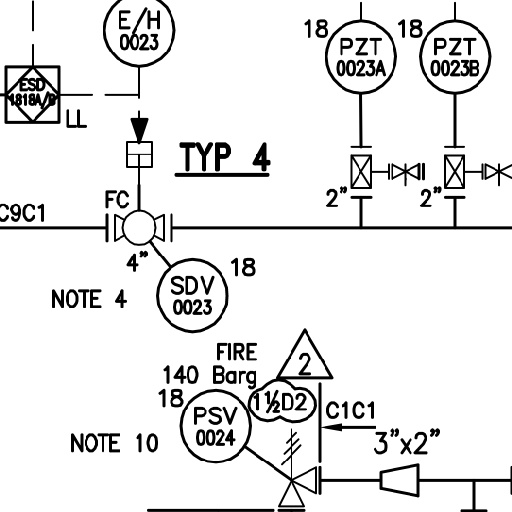 E/H
0023
18
PZT
0023A
18
PZT
0023B
ESD
1818A/B
LL
TYP 4
2"
2"
FC
C9C1
4"
18
SDV
0023
NOTE 4
FIRE
140 Barg
2
18
PSV
0024
1½D2
C1C1
NOTE 10
3"x2"